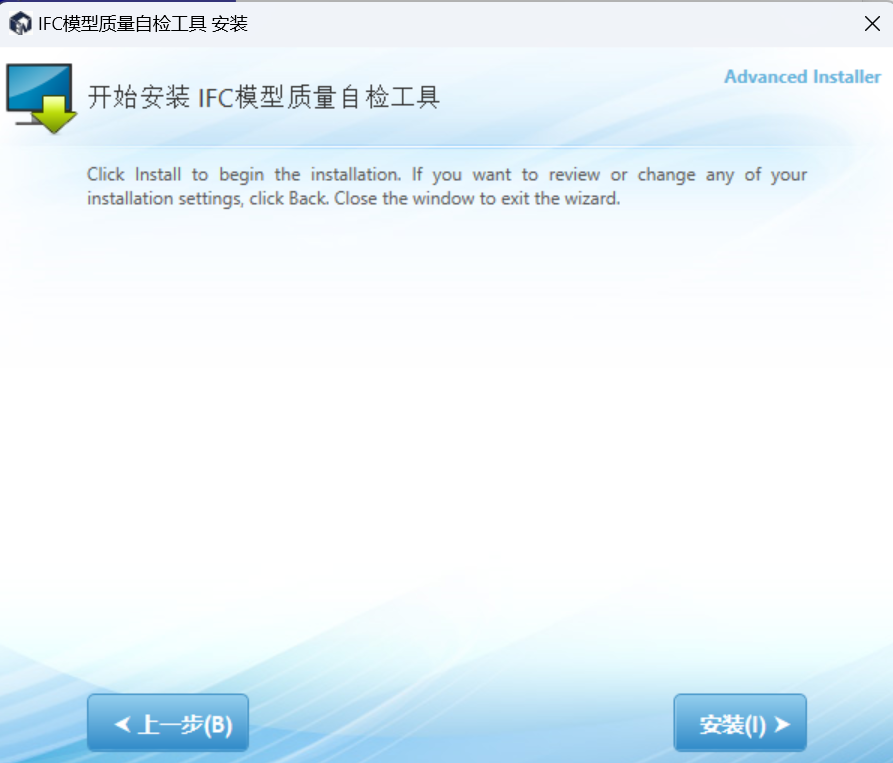 IFC模型质量自检工具 安装
Advanced Installer
开始安装 IFC模型质量自检工具
Click Install to begin the installation. If you want to review or change any of your
installation settings, click Back. Close the window to exit the wizard.
上一步(B)
安装(I)